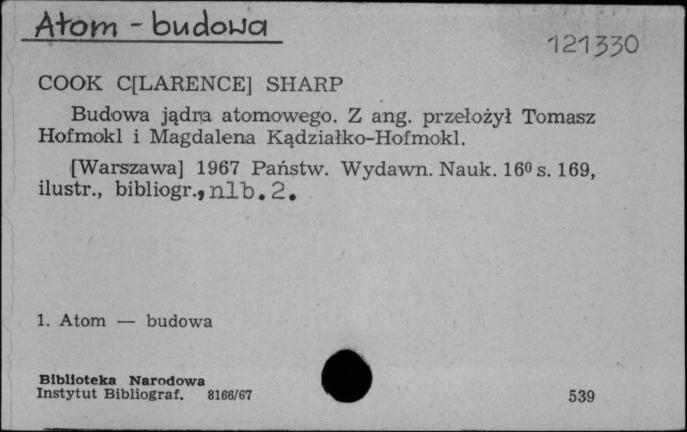 Atom - budowa
121330
COOK C[LARENCE] SHARP
Budowa jądra atomowego. Z ang. przełożył Tomasz
Hofmokl i Magdalena Kądziałko-Hofmokl.
[Warszawa] 1967 Państw. Wydawn. Nauk. 16⁰ s. 169,
ilustr., bibliogr., nlb. 2.
1. Atom — budowa
Biblioteka Narodowa
Instytut Bibliograf. 8166/67
539